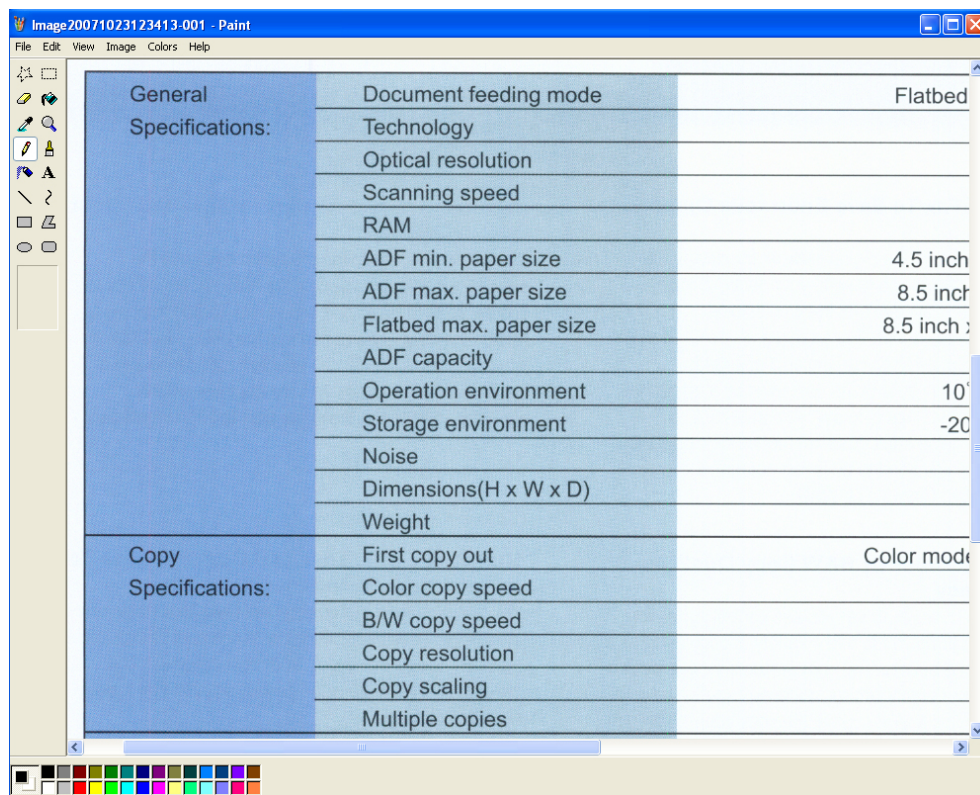 Image20071023123413-001 - Paint
File Edit View Image Colors Help
General Document feeding mode Flatbed
Specifications: Technology
Optical resolution
Scanning speed
RAM
ADF min. paper size 4.5 inch
ADF max. paper size 8.5 inch
Flatbed max. paper size 8.5 inch x
ADF capacity
Operation environment 10°
Storage environment -20
Noise
Dimensions(H x W x D)
Weight
Copy First copy out Color mode
Specifications: Color copy speed
B/W copy speed
Copy resolution
Copy scaling
Multiple copies